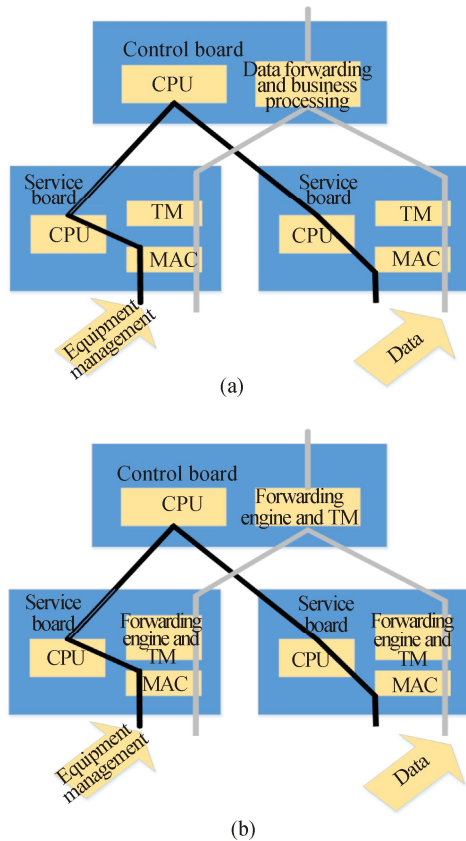 Control board
CPU
Data forwarding
and business
processing
Service
board
CPU
TM
MAC
Service
board
CPU
TM
MAC
Equipment
management
Data
(a)
Control board
CPU
Forwarding
engine and TM
Service
board
CPU
Forwarding
engine and
TM
MAC
Service
board
CPU
Forwarding
engine and
TM
MAC
Equipment
management
Data
(b)